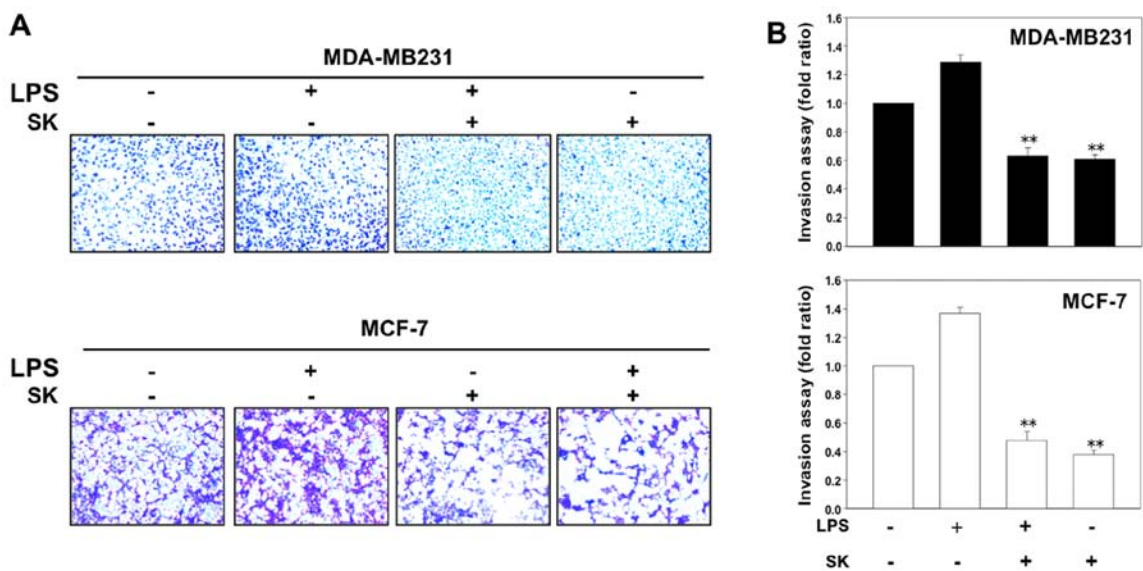 A
MDA-MB231
LPS - + + -
SK - - + +
MCF-7
LPS - + - +
SK - - + +
B
MDA-MB231
Invasion assay (fold ratio)
1.6
1.4
1.2
1.0
0.8
0.6
0.4
0.2
0.0
** **
MCF-7
Invasion assay (fold ratio)
1.6
1.4
1.2
1.0
0.8
0.6
0.4
0.2
0.0
** **
LPS - + + -
SK - - + +